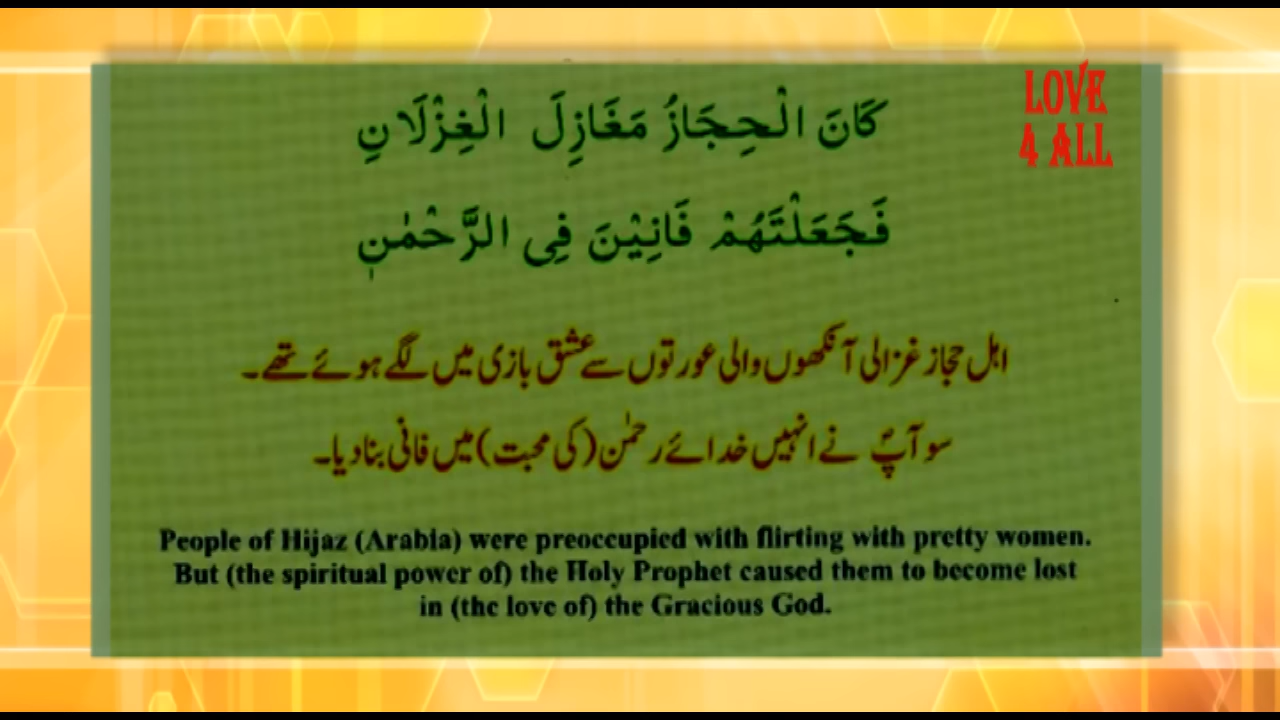 LOVE
4 ALL
كَانَ الْحِجَازُ مَغَازِلَ الْغِزْلَانِ
فَجَعَلْتَهُمْ فَانِيْنَ فِى الرَّحْمٰنٖ
اہل حجاز غزالی آنکھوں والی عورتوں سے عشق بازی میں لگے ہوئے تھے۔
سو آپؐ نے انہیں خدائے رحمٰن (کی محبت) میں فانی بنا دیا۔
People of Hijaz (Arabia) were preoccupied with flirting with pretty women.
But (the spiritual power of) the Holy Prophet caused them to become lost
in (the love of) the Gracious God.